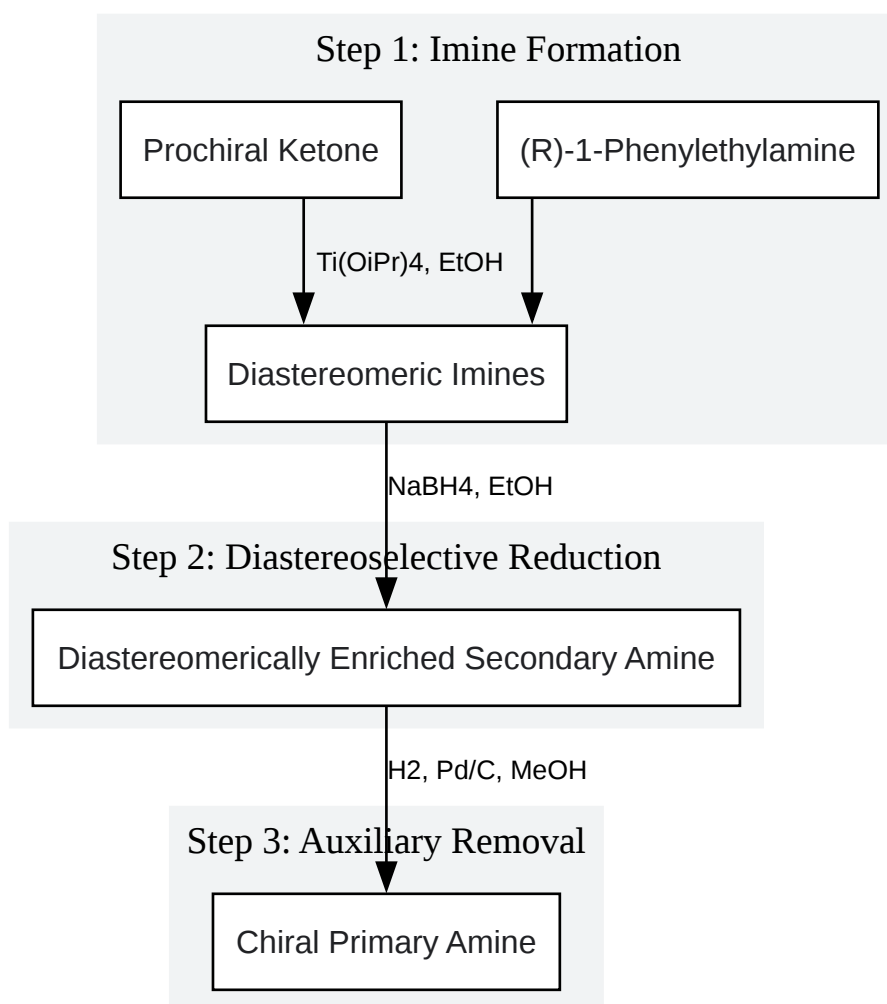 Step 1: Imine Formation
Prochiral Ketone
(R)-1-Phenylethylamine
Ti(OiPr)4, EtOH
Diastereomeric Imines
NaBH4, EtOH
Step 2: Diastereoselective Reduction
Diastereomerically Enriched Secondary Amine
H2, Pd/C, MeOH
Step 3: Auxiliary Removal
Chiral Primary Amine